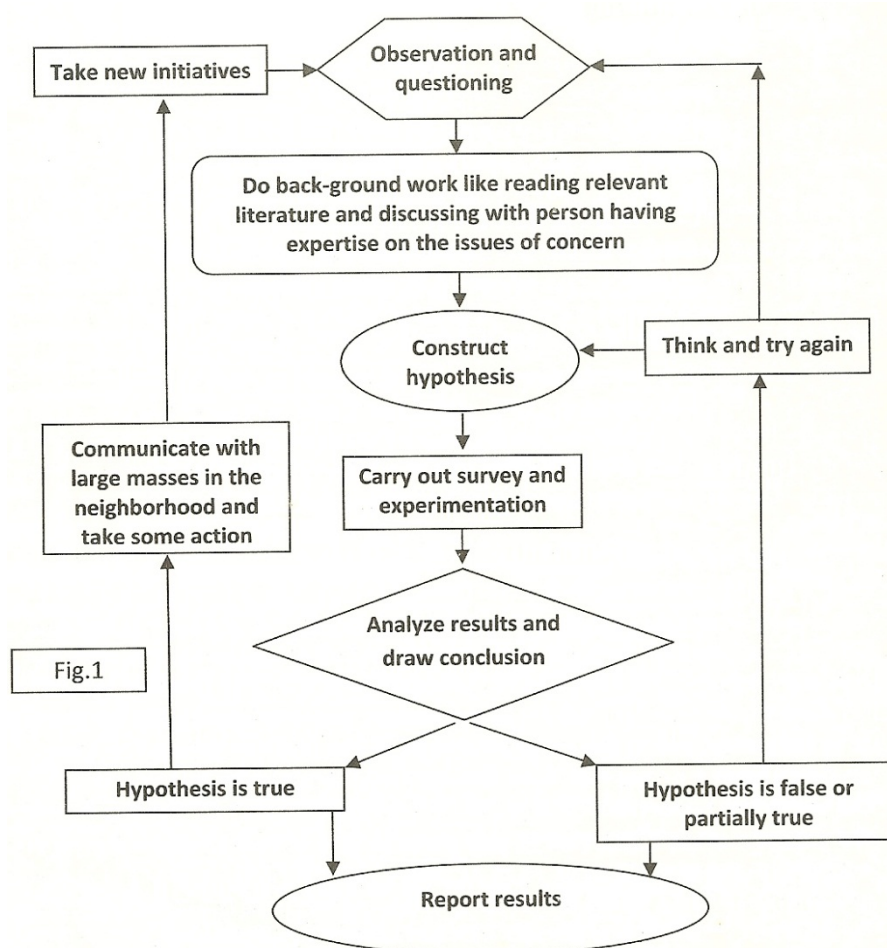 Take new initiatives
Observation and
questioning
Do back-ground work like reading relevant
literature and discussing with person having
expertise on the issues of concern
Construct
hypothesis
Think and try again
Communicate with
large masses in the
neighborhood and
take some action
Carry out survey and
experimentation
Analyze results and
draw conclusion
Fig.1
Hypothesis is true
Hypothesis is false or
partially true
Report results